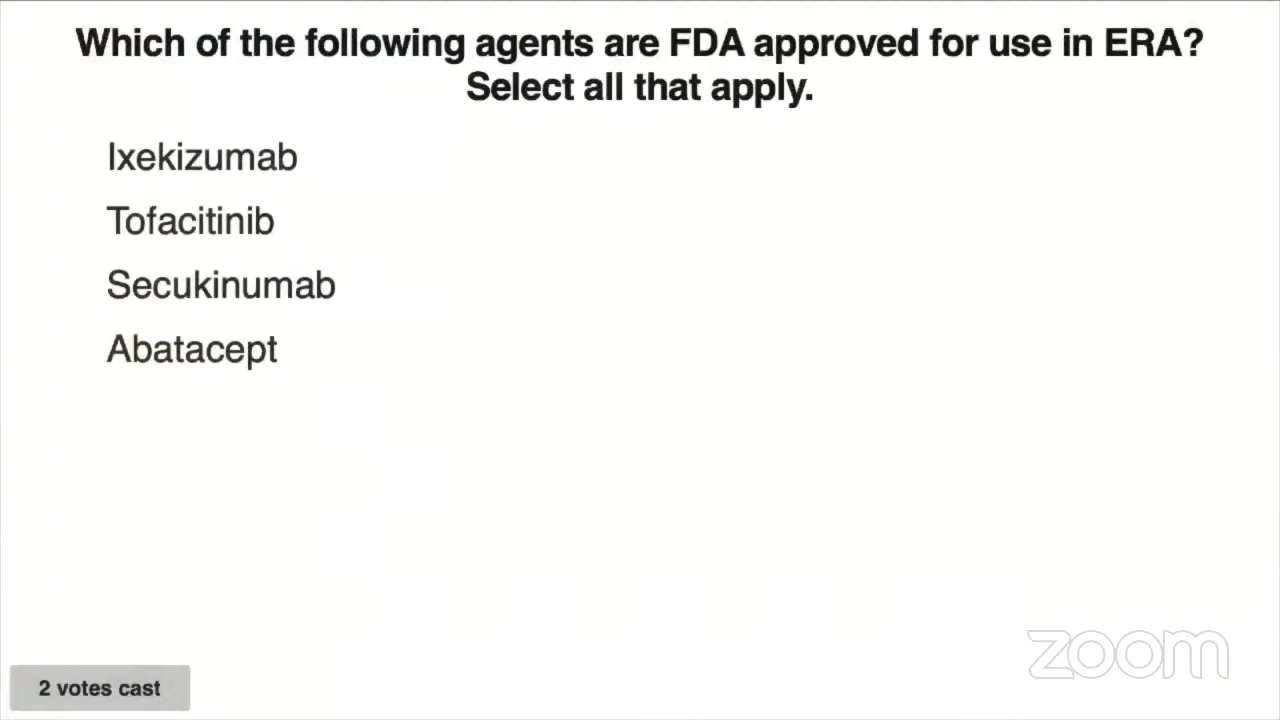 Which of the following agents are FDA approved for use in ERA?
Select all that apply.
Ixekizumab
Tofacitinib
Secukinumab
Abatacept
zoom
2 votes cast